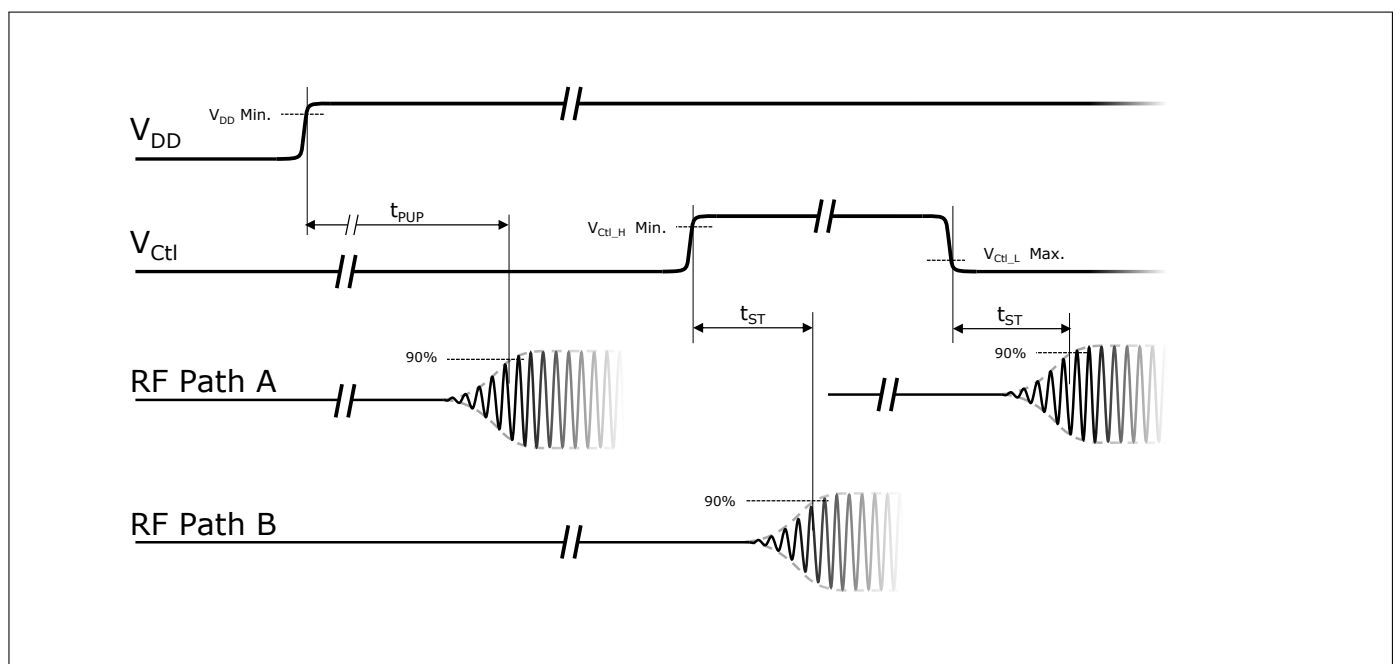 V_DD Min.
V_DD
t_PUP
V_Ctl_H Min.
V_Ctl
V_Ctl_L Max.
t_ST
t_ST
90%
90%
RF Path A
90%
RF Path B